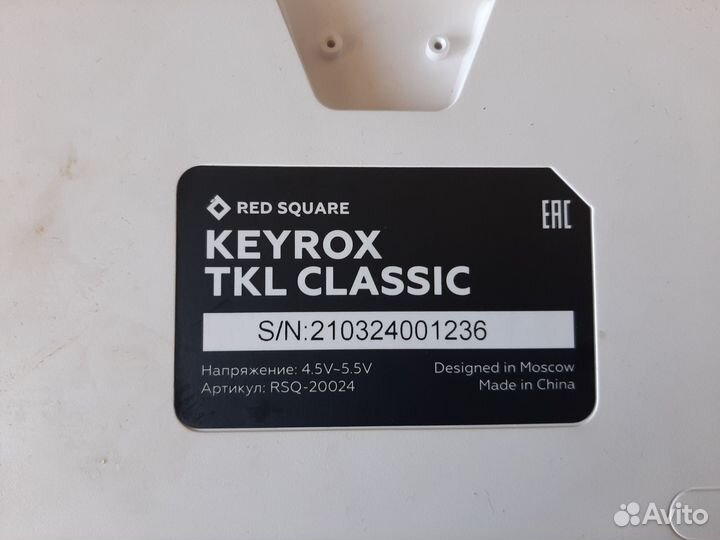 RED SQUARE
EAC
KEYROX
TKL CLASSIC
S/N:210324001236
Напряжение: 4.5V~5.5V
Артикул: RSQ-20024
Designed in Moscow
Made in China
Avito